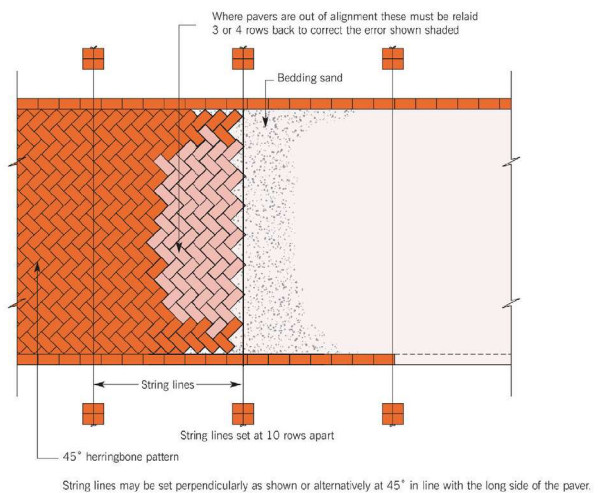 Where pavers are out of alignment these must be relaid
3 or 4 rows back to correct the error shown shaded
Bedding sand
String lines
String lines set at 10 rows apart
45° herringbone pattern
String lines may be set perpendicularly as shown or alternatively at 45° in line with the long side of the paver.